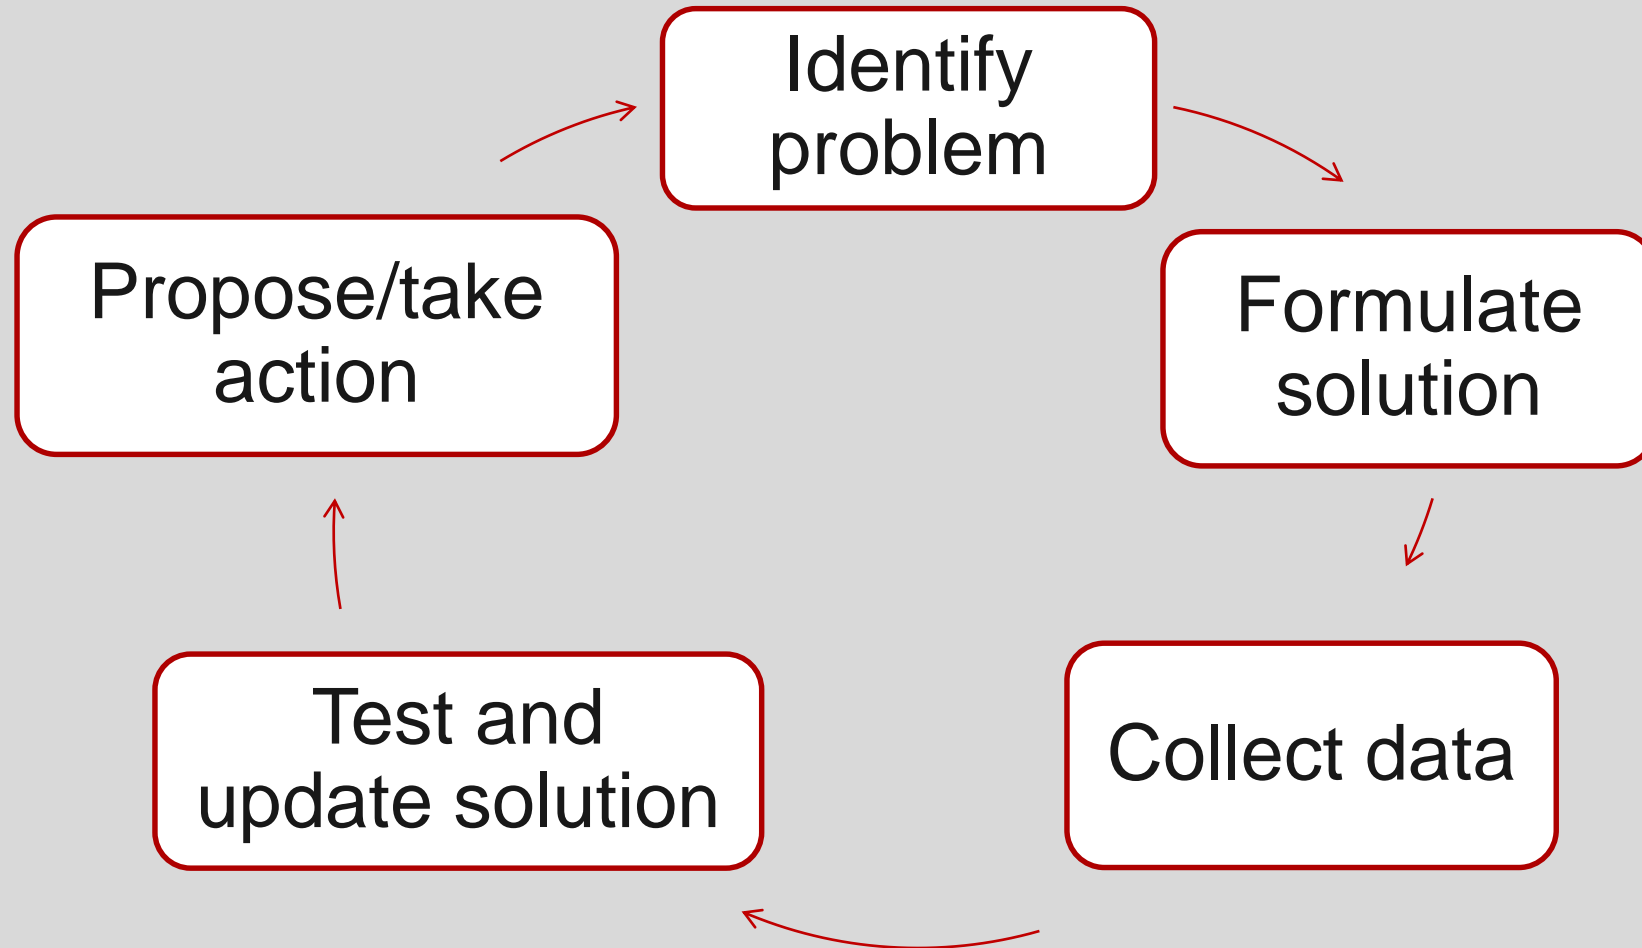 Identify
problem
Formulate
solution
Collect data
Test and
update solution
Propose/take
action